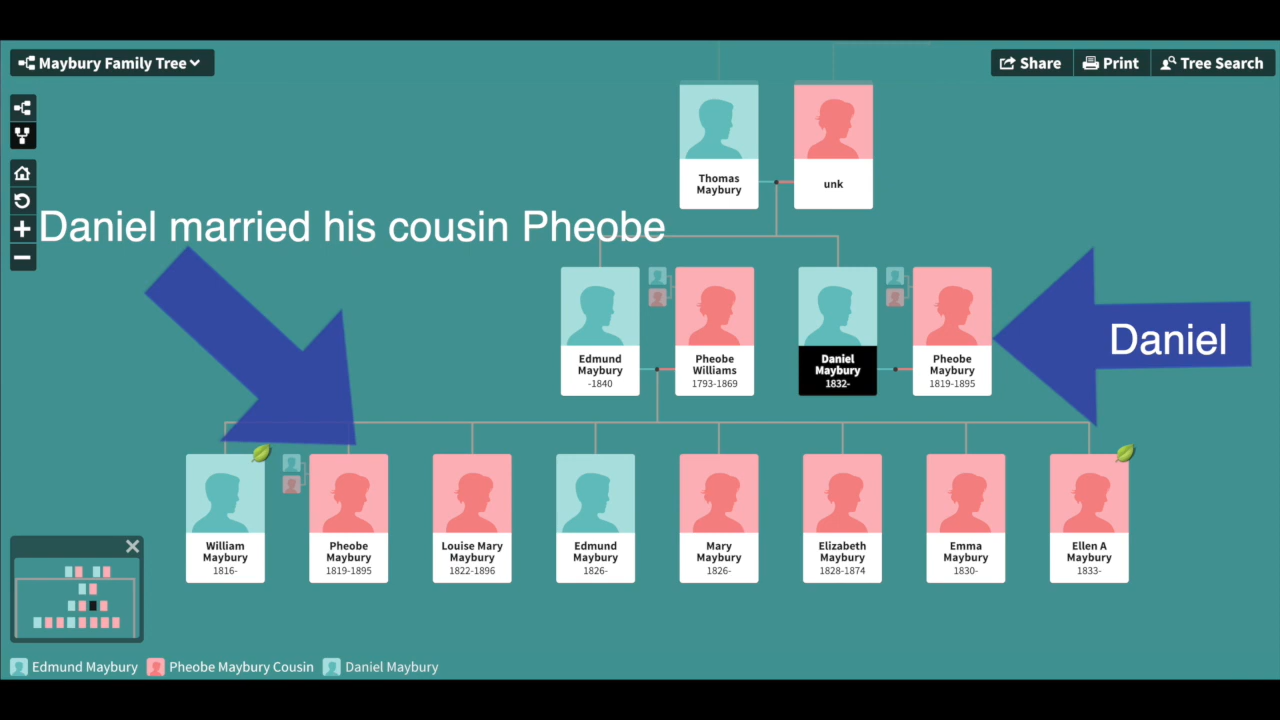 Maybury Family Tree
Share
Print
Tree Search
Thomas
Maybury
unk
Daniel married his cousin Pheobe
Edmund
Maybury
-1840
Pheobe
Williams
1793-1869
Daniel
Maybury
1832-
Pheobe
Maybury
1819-1895
Daniel
William
Maybury
1816-
Pheobe
Maybury
1819-1895
Louise Mary
Maybury
1822-1896
Edmund
Maybury
1826-
Mary
Maybury
1826-
Elizabeth
Maybury
1828-1874
Emma
Maybury
1830-
Ellen A
Maybury
1833-
Edmund Maybury
Pheobe Maybury Cousin
Daniel Maybury